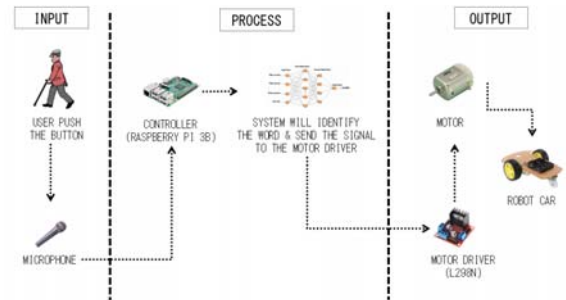 INPUT
PROCESS
OUTPUT
USER PUSH
THE BUTTON
MICROPHONE
CONTROLLER
(RASPBERRY PI 3B)
SYSTEM WILL IDENTIFY
THE WORD & SEND THE SIGNAL
TO THE MOTOR DRIVER
MOTOR
ROBOT CAR
MOTOR DRIVER
(L298N)